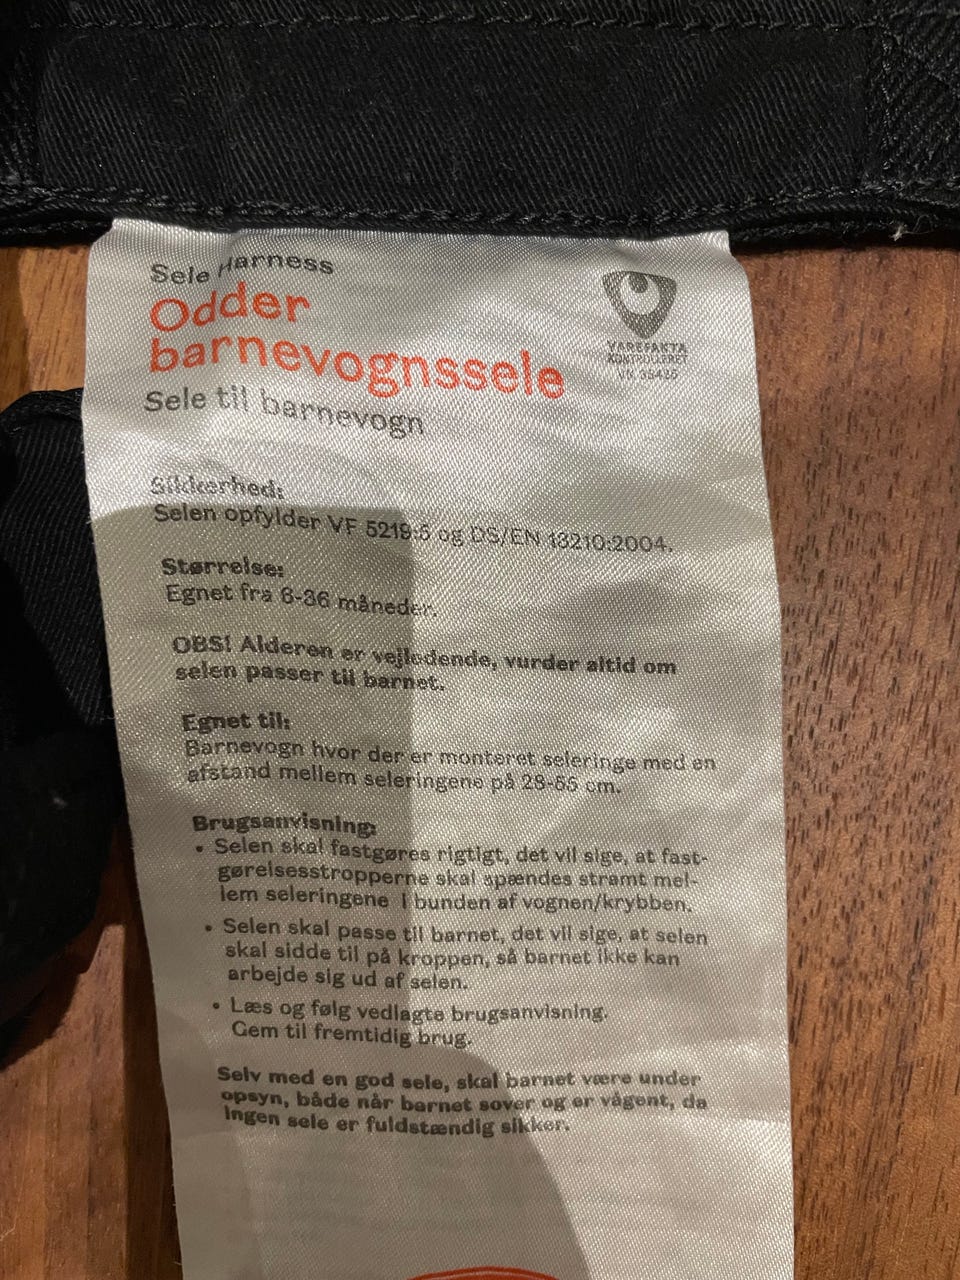 Sele Harness
Odder
barnevognssele
Sele til barnevogn
VAREFAKTA
KONTROLLERET
VK 35425
Sikkerhed:
Selen opfylder VF 5219:5 og DS/EN 13210:2004.
Størrelse:
Egnet fra 6-36 måneder.
OBS! Alderen er vejledende, vurder altid om
selen passer til barnet.
Egnet til:
Barnevogn hvor der er monteret seleringe med en
afstand mellem seleringene på 28-55 cm.
Brugsanvisning:
• Selen skal fastgøres rigtigt, det vil sige, at fast-
gørelsesstropperne skal spændes stramt mel-
lem seleringene i bunden af vognen/krybben.
• Selen skal passe til barnet, det vil sige, at selen
skal sidde til på kroppen, så barnet ikke kan
arbejde sig ud af selen.
• Læs og følg vedlagte brugsanvisning.
Gem til fremtidig brug.
Selv med en god sele, skal barnet være under
opsyn, både når barnet sover og er vågent, da
ingen sele er fuldstændig sikker.